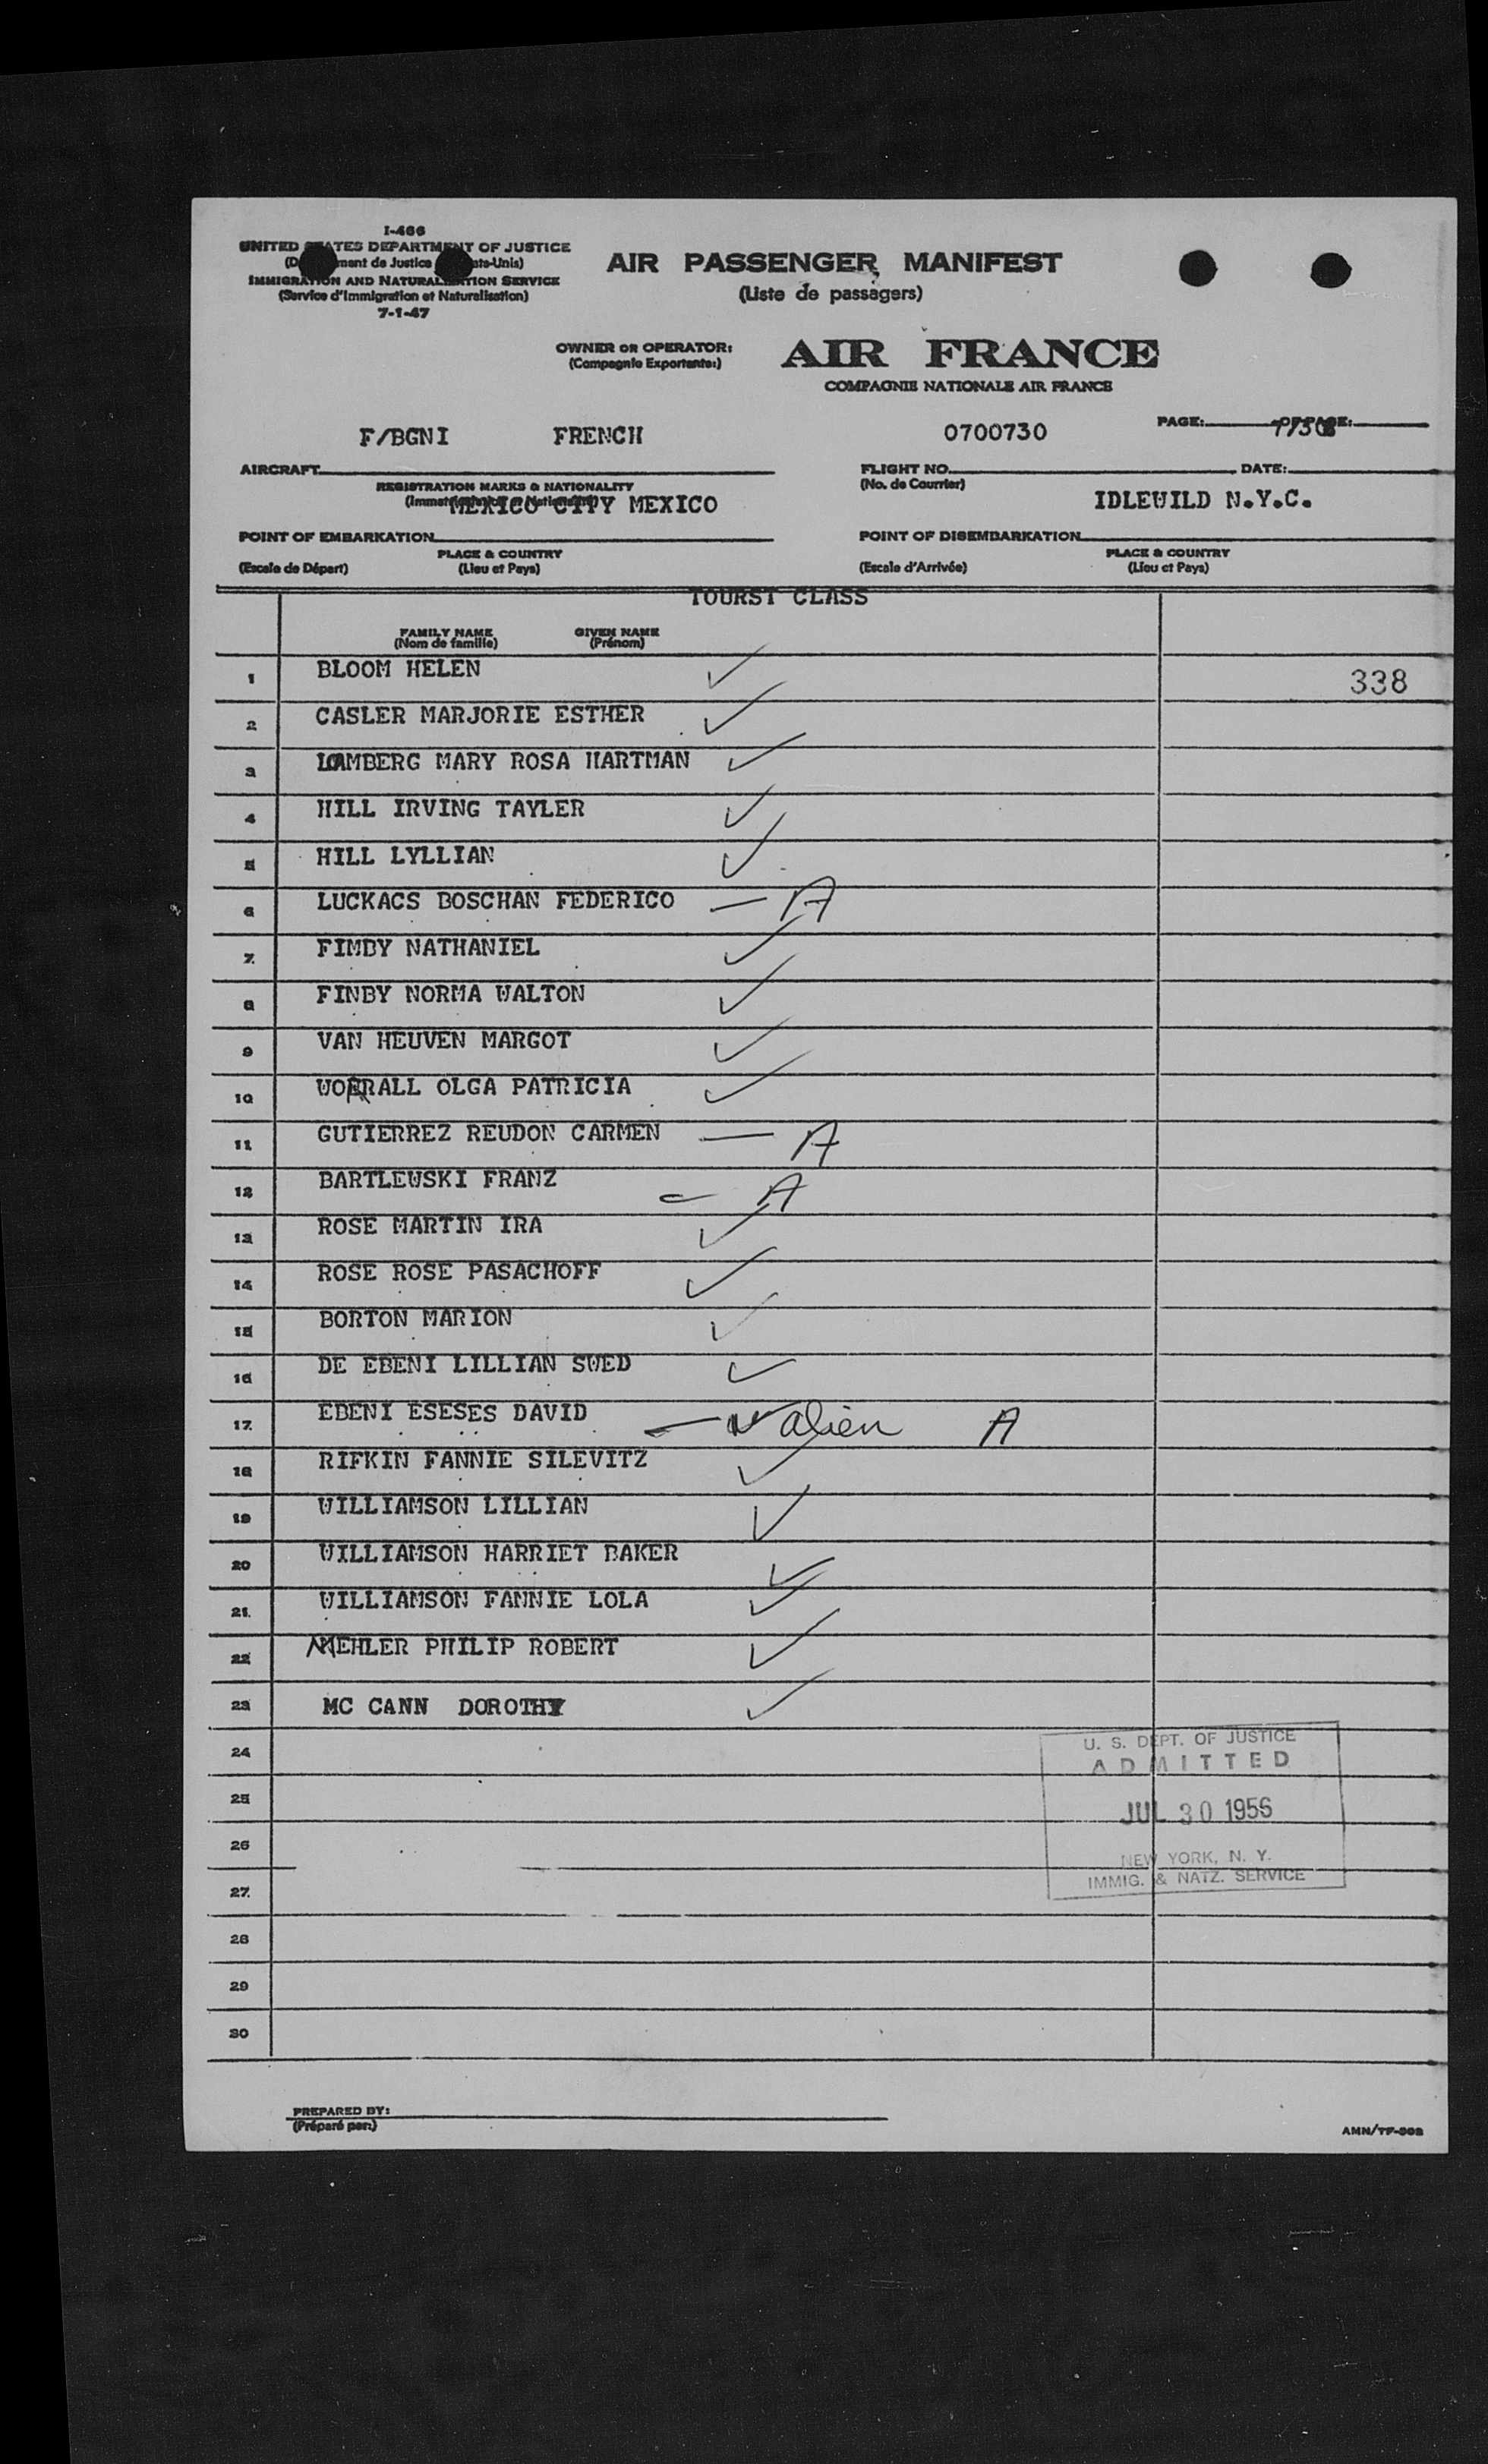 I-466
UNITED STATES DEPARTMENT OF JUSTICE
ment de Justice
IMMIGRATION AND NATURALIZATION SERVICE
(Service d'Immigration et Naturalisation)
7-1-47
AIR PASSENGER MANIFEST
(Liste de passagers)
OWNER OR OPERATOR:
(Compagnie Exportante:)
AIR FRANCE
COMPAGNIE NATIONALE AIR FRANCE
F/BGNI FRENCH 0700730 PAGE:
AIRCRAFT FLIGHT NO. DATE:
REGISTRATION MARKS & NATIONALITY (No. de Courrier)
MEXICO CITY MEXICO IDLEWILD N.Y.C.
POINT OF EMBARKATION POINT OF DISEMBARKATION
PLACE & COUNTRY PLACE & COUNTRY
(Escale de Départ) (Lieu et Pays) (Escale d'Arrivée) (Lieu et Pays)
TOURST CLASS
FAMILY NAME GIVEN NAME
(Nom de famille) (Prénom)
1 BLOOM HELEN 338
2 CASLER MARJORIE ESTHER
3 MARY ROSA HARTMAN
4 HILL IRVING TAYLER
5 HILL LYLLIAN
6 LUCKACS BOSCHAN FEDERICO — A
7 FIMBY NATHANIEL
8 FINBY NORMA WALTON
9 VAN HEUVEN MARGOT
10 WORRALL OLGA PATRICIA
11 GUTIERREZ REUDON CARMEN — A
12 BARTLEWSKI FRANZ — A
13 ROSE MARTIN IRA
14 ROSE ROSE PASACHOFF
15 BORTON MARION
16 DE EBENI LILLIAN SWED
17 EBENI ESESES DAVID — alien A
18 RIFKIN FANNIE SILEVITZ
19 WILLIAMSON LILLIAN
20 WILLIAMSON HARRIET BAKER
21 WILLIAMSON FANNIE LOLA
22 PHILIP ROBERT
23 MC CANN DOROTHY
24
25
26
27
28
29
30
U. S. DEPT. OF JUSTICE
ADMITTED
JUL 30 1956
NEW YORK, N. Y.
IMMIG. & NATZ. SERVICE
PREPARED BY:
(Préparé par:)
AMN/TF-302